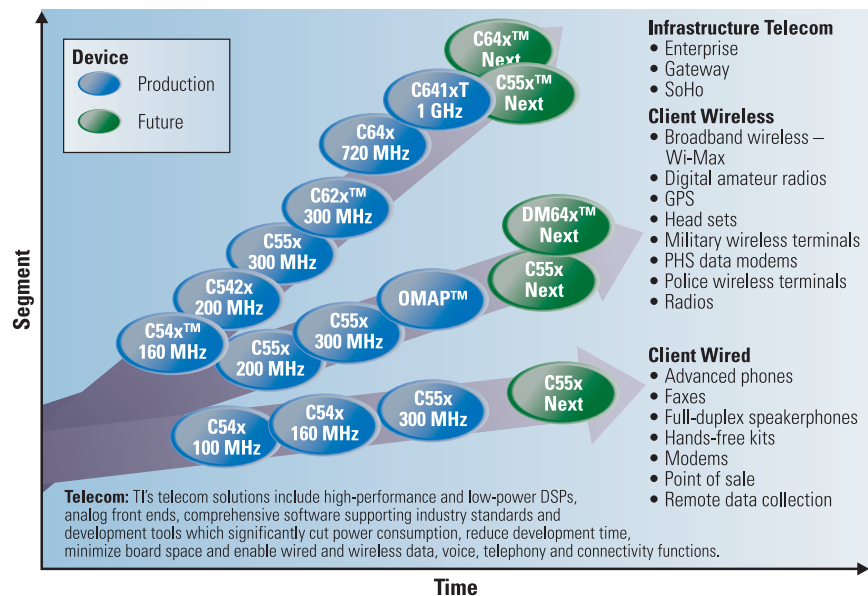 Device
Production
Future
C64x™
Next
C641xT
1 GHz
C55x™
Next
C64x
720 MHz
C62x™
300 MHz
C55x
300 MHz
C542x
200 MHz
C54x™
160 MHz
DM64x™
Next
C55x
Next
OMAP™
C55x
300 MHz
C55x
200 MHz
C55x
Next
C55x
300 MHz
C54x
160 MHz
C54x
100 MHz
Infrastructure Telecom
• Enterprise
• Gateway
• SoHo
Client Wireless
• Broadband wireless –
Wi-Max
• Digital amateur radios
• GPS
• Head sets
• Military wireless terminals
• PHS data modems
• Police wireless terminals
• Radios
Client Wired
• Advanced phones
• Faxes
• Full-duplex speakerphones
• Hands-free kits
• Modems
• Point of sale
• Remote data collection
Telecom: TI's telecom solutions include high-performance and low-power DSPs,
analog front ends, comprehensive software supporting industry standards and
development tools which significantly cut power consumption, reduce development time,
minimize board space and enable wired and wireless data, voice, telephony and connectivity functions.
Segment
Time